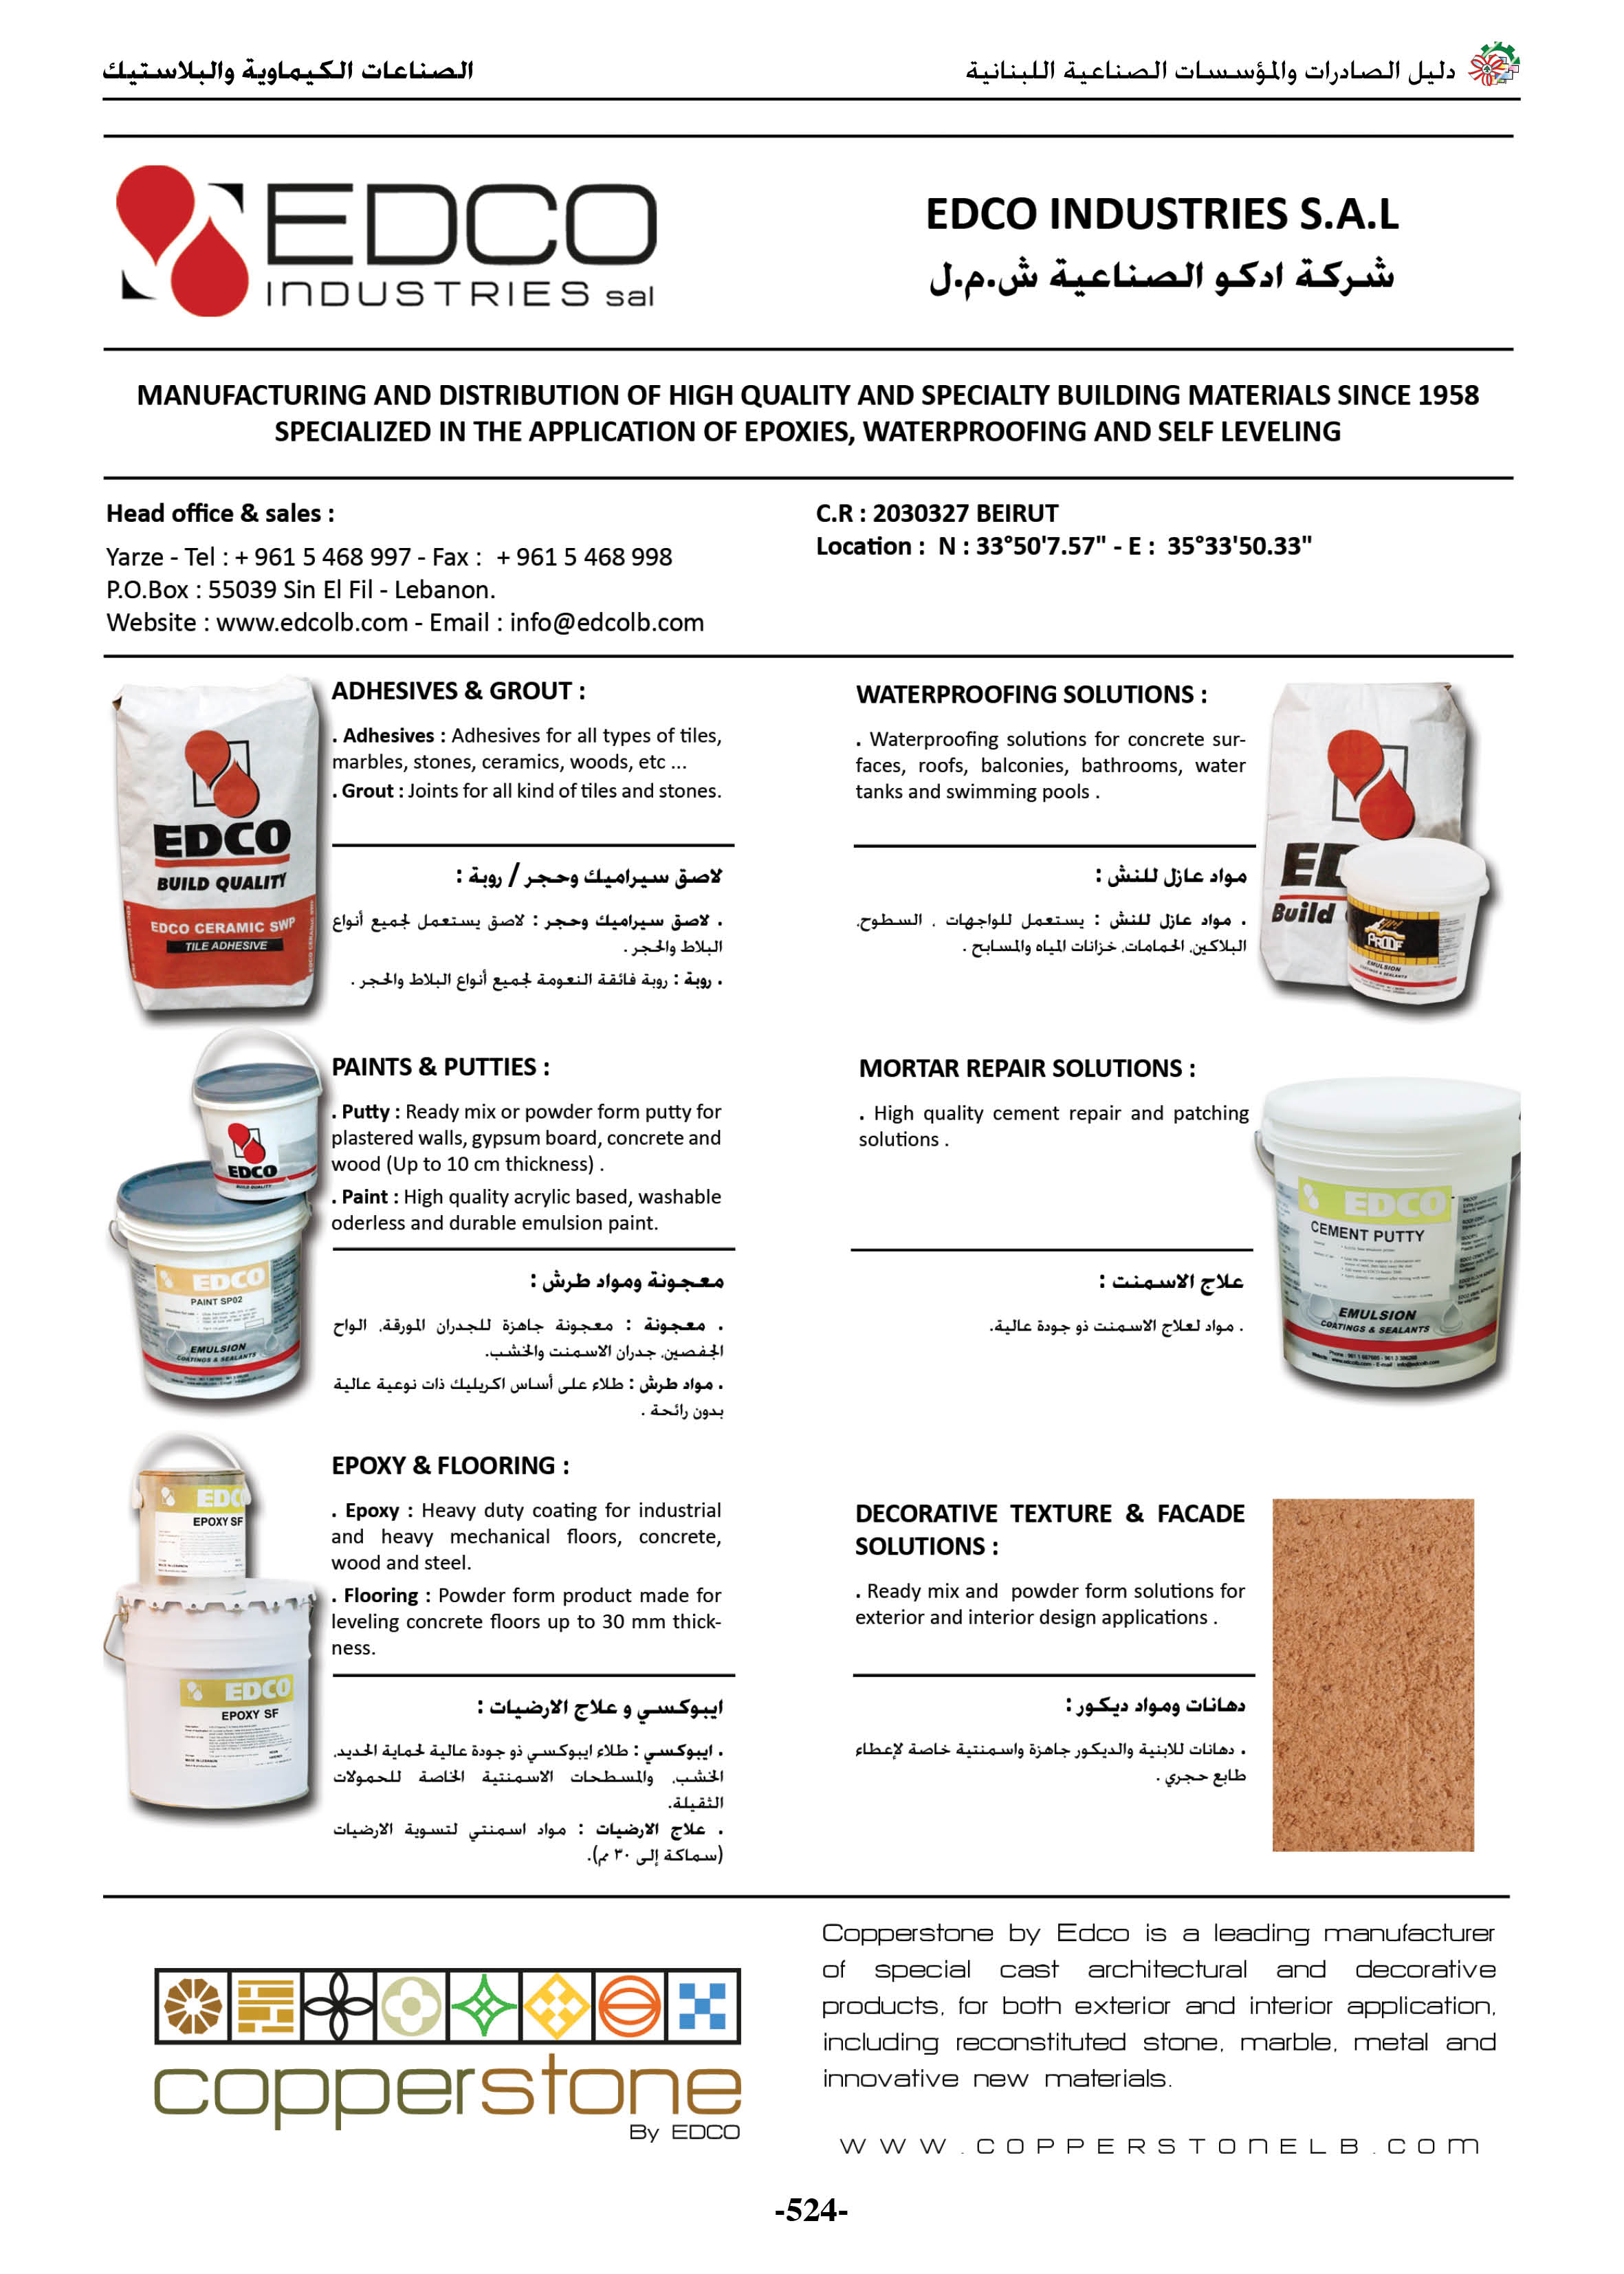 الصناعات الكيماوية والبلاستيك
دليل الصادرات والمؤسسات الصناعية اللبنانية
EDCO
INDUSTRIES sal
EDCO INDUSTRIES S.A.L
شركة ادكو الصناعية ش.م.ل
MANUFACTURING AND DISTRIBUTION OF HIGH QUALITY AND SPECIALTY BUILDING MATERIALS SINCE 1958
SPECIALIZED IN THE APPLICATION OF EPOXIES, WATERPROOFING AND SELF LEVELING
Head office & sales :
Yarze - Tel : + 961 5 468 997 - Fax : + 961 5 468 998
P.O.Box : 55039 Sin El Fil - Lebanon.
Website : www.edcolb.com - Email : info@edcolb.com
C.R : 2030327 BEIRUT
Location : N : 33°50'7.57" - E : 35°33'50.33"
EDCO
BUILD QUALITY
EDCO CERAMIC SWP
TILE ADHESIVE
ADHESIVES & GROUT :
. Adhesives : Adhesives for all types of tiles,
marbles, stones, ceramics, woods, etc ...
. Grout : Joints for all kind of tiles and stones.
لاصق سيراميك وحجر / روبة :
. لاصق سيراميك وحجر : لاصق يستعمل لجميع أنواع
البلاط والحجر .
. روبة : روبة فائقة النعومة لجميع أنواع البلاط والحجر .
WATERPROOFING SOLUTIONS :
. Waterproofing solutions for concrete sur-
faces, roofs, balconies, bathrooms, water
tanks and swimming pools .
مواد عازل للنش :
. مواد عازل للنش : يستعمل للواجهات ، السطوح،
البلاكين، الحمامات، خزانات المياه والمسابح .
ED
Build
PROOF
EMULSION
COATINGS & SEALANTS
EDCO
BUILD QUALITY
EDCO
PAINT SP02
EMULSION
COATINGS & SEALANTS
PAINTS & PUTTIES :
. Putty : Ready mix or powder form putty for
plastered walls, gypsum board, concrete and
wood (Up to 10 cm thickness) .
. Paint : High quality acrylic based, washable
oderless and durable emulsion paint.
معجونة ومواد طرش :
. معجونة : معجونة جاهزة للجدران المورقة، الواح
الجفصين، جدران الاسمنت والخشب.
. مواد طرش : طلاء على أساس اكريليك ذات نوعية عالية
بدون رائحة .
MORTAR REPAIR SOLUTIONS :
. High quality cement repair and patching
solutions .
علاج الاسمنت :
. مواد لعلاج الاسمنت ذو جودة عالية.
EDCO
CEMENT PUTTY
EMULSION
COATINGS & SEALANTS
EDCO
EPOXY SF
EDCO
EPOXY SF
EPOXY & FLOORING :
. Epoxy : Heavy duty coating for industrial
and heavy mechanical floors, concrete,
wood and steel.
. Flooring : Powder form product made for
leveling concrete floors up to 30 mm thick-
ness.
ايبوكسي و علاج الارضيات :
. ايبوكسي : طلاء ايبوكسي ذو جودة عالية لحماية الحديد،
الخشب، والمسطحات الاسمنتية الخاصة للحمولات
الثقيلة.
. علاج الارضيات : مواد اسمنتي لتسوية الارضيات
(سماكة إلى ٣٠ مم).
DECORATIVE TEXTURE & FACADE
SOLUTIONS :
. Ready mix and powder form solutions for
exterior and interior design applications .
دهانات ومواد ديكور :
. دهانات للابنية والديكور جاهزة واسمنتية خاصة لإعطاء
طابع حجري .
copperstone
By EDCO
Copperstone by Edco is a leading manufacturer
of special cast architectural and decorative
products, for both exterior and interior application,
including reconstituted stone, marble, metal and
innovative new materials.
WWW.COPPERSTONELB.COM
-524-